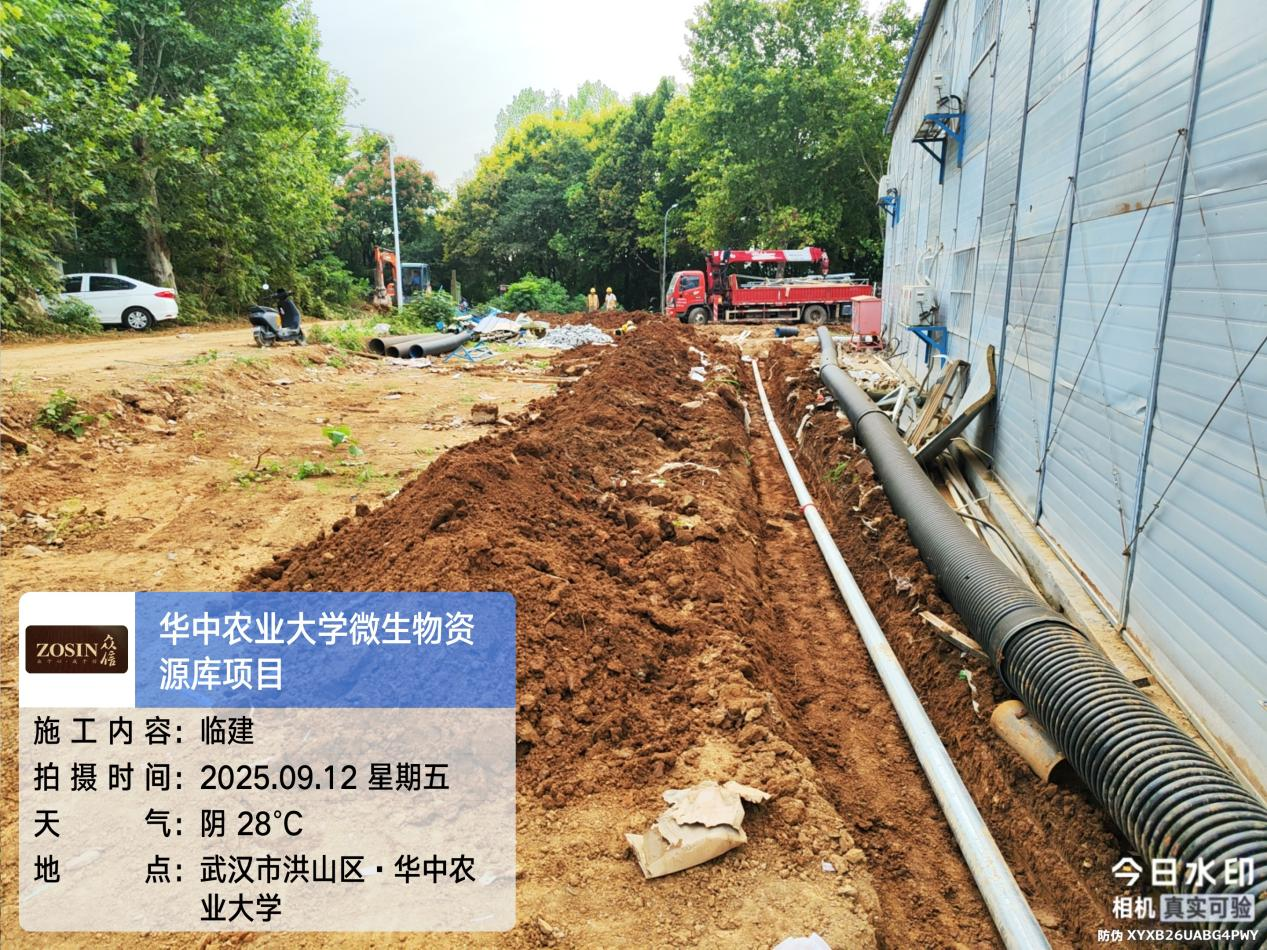 ZOSIN 众信
华中农业大学微生物资
源库项目
施工内容：临建
拍摄时间：2025.09.12 星期五
天气：阴 28℃
地点：武汉市洪山区·华中农
业大学
今日水印
相机 真实可验
防伪 XYXB26UABG4PWY